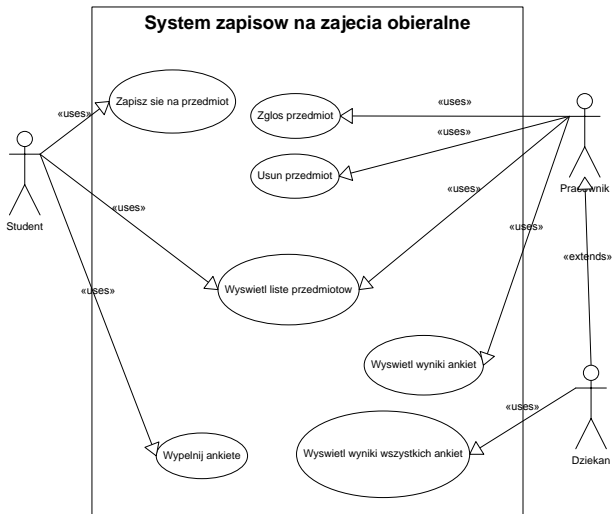 System zapisow na zajecia obieralne
Zapisz sie na przedmiot
«uses»
Zglos przedmiot
«uses»
«uses»
Usun przedmiot
Student
Pracownik
«uses»
«uses»
«uses»
«extends»
Wyswietl liste przedmiotow
«uses»
Wyswietl wyniki ankiet
«uses»
Wypelnij ankiete
Wyswietl wyniki wszystkich ankiet
Dziekan